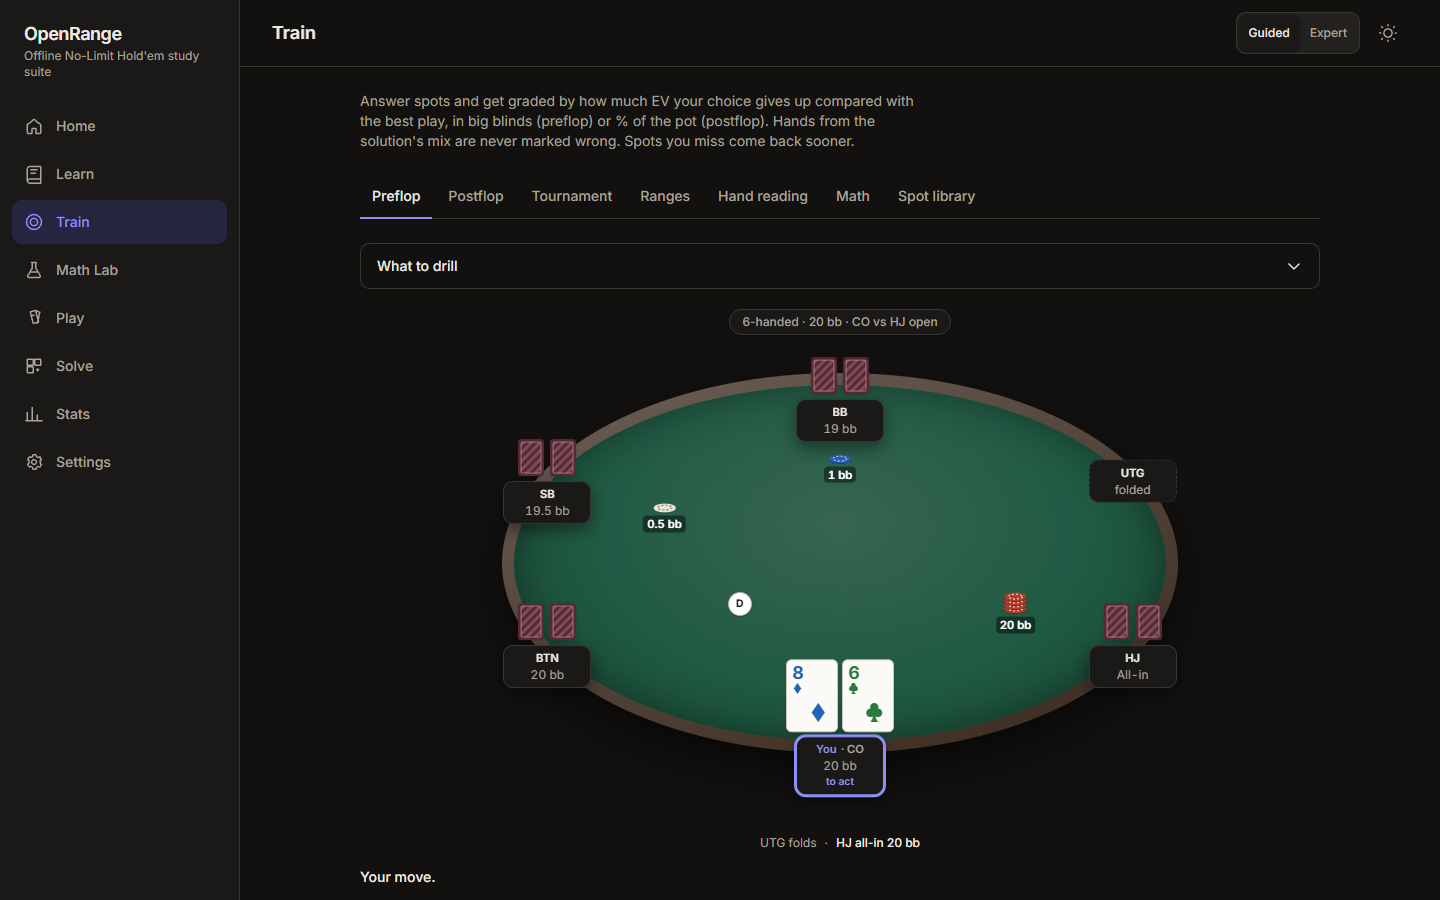 OpenRange
Offline No-Limit Hold'em study
suite
Home
Learn
Train
Math Lab
Play
Solve
Stats
Settings
Train
Guided
Expert
Answer spots and get graded by how much EV your choice gives up compared with
the best play, in big blinds (preflop) or % of the pot (postflop). Hands from the
solution's mix are never marked wrong. Spots you miss come back sooner.
Preflop
Postflop
Tournament
Ranges
Hand reading
Math
Spot library
What to drill
6-handed · 20 bb · CO vs HJ open
BB
19 bb
1 bb
UTG
folded
SB
19.5 bb
0.5 bb
D
20 bb
BTN
20 bb
HJ
All-in
8
6
You · CO
20 bb
to act
UTG folds · HJ all-in 20 bb
Your move.